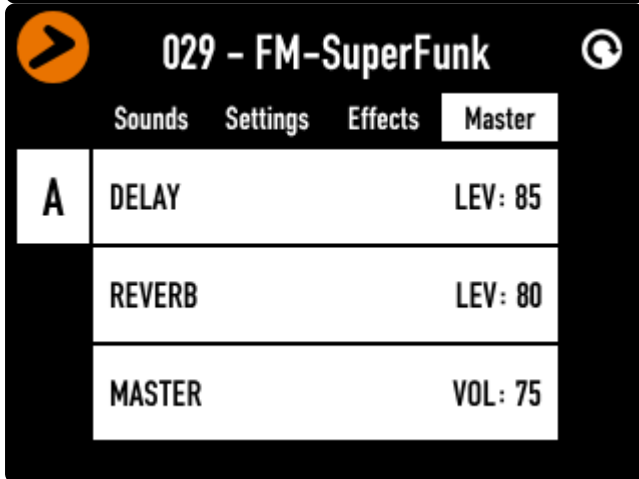 029 - FM-SuperFunk
Sounds Settings Effects Master
A DELAY LEV: 85
REVERB LEV: 80
MASTER VOL: 75